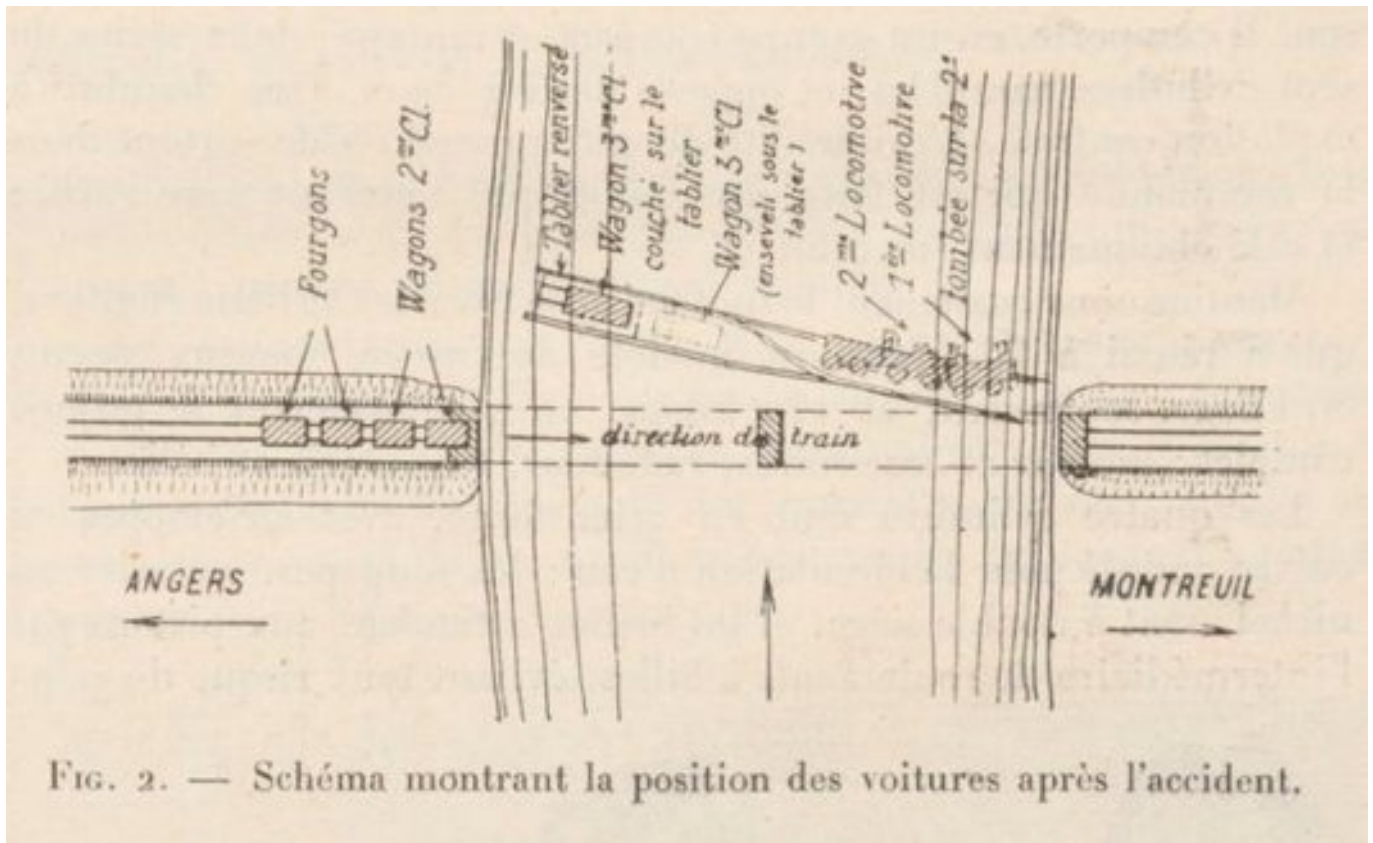 Fourgons
Wagons 2me Cl.
Tablier renversé
Wagon 3me Cl
couché sur le
tablier
Wagon 3me Cl
(enseveli sous le
tablier)
2me Locomotive
1ère Locomotive
tombée sur la 2e
direction du train
ANGERS
MONTREUIL
FIG. 2. — Schéma montrant la position des voitures après l'accident.